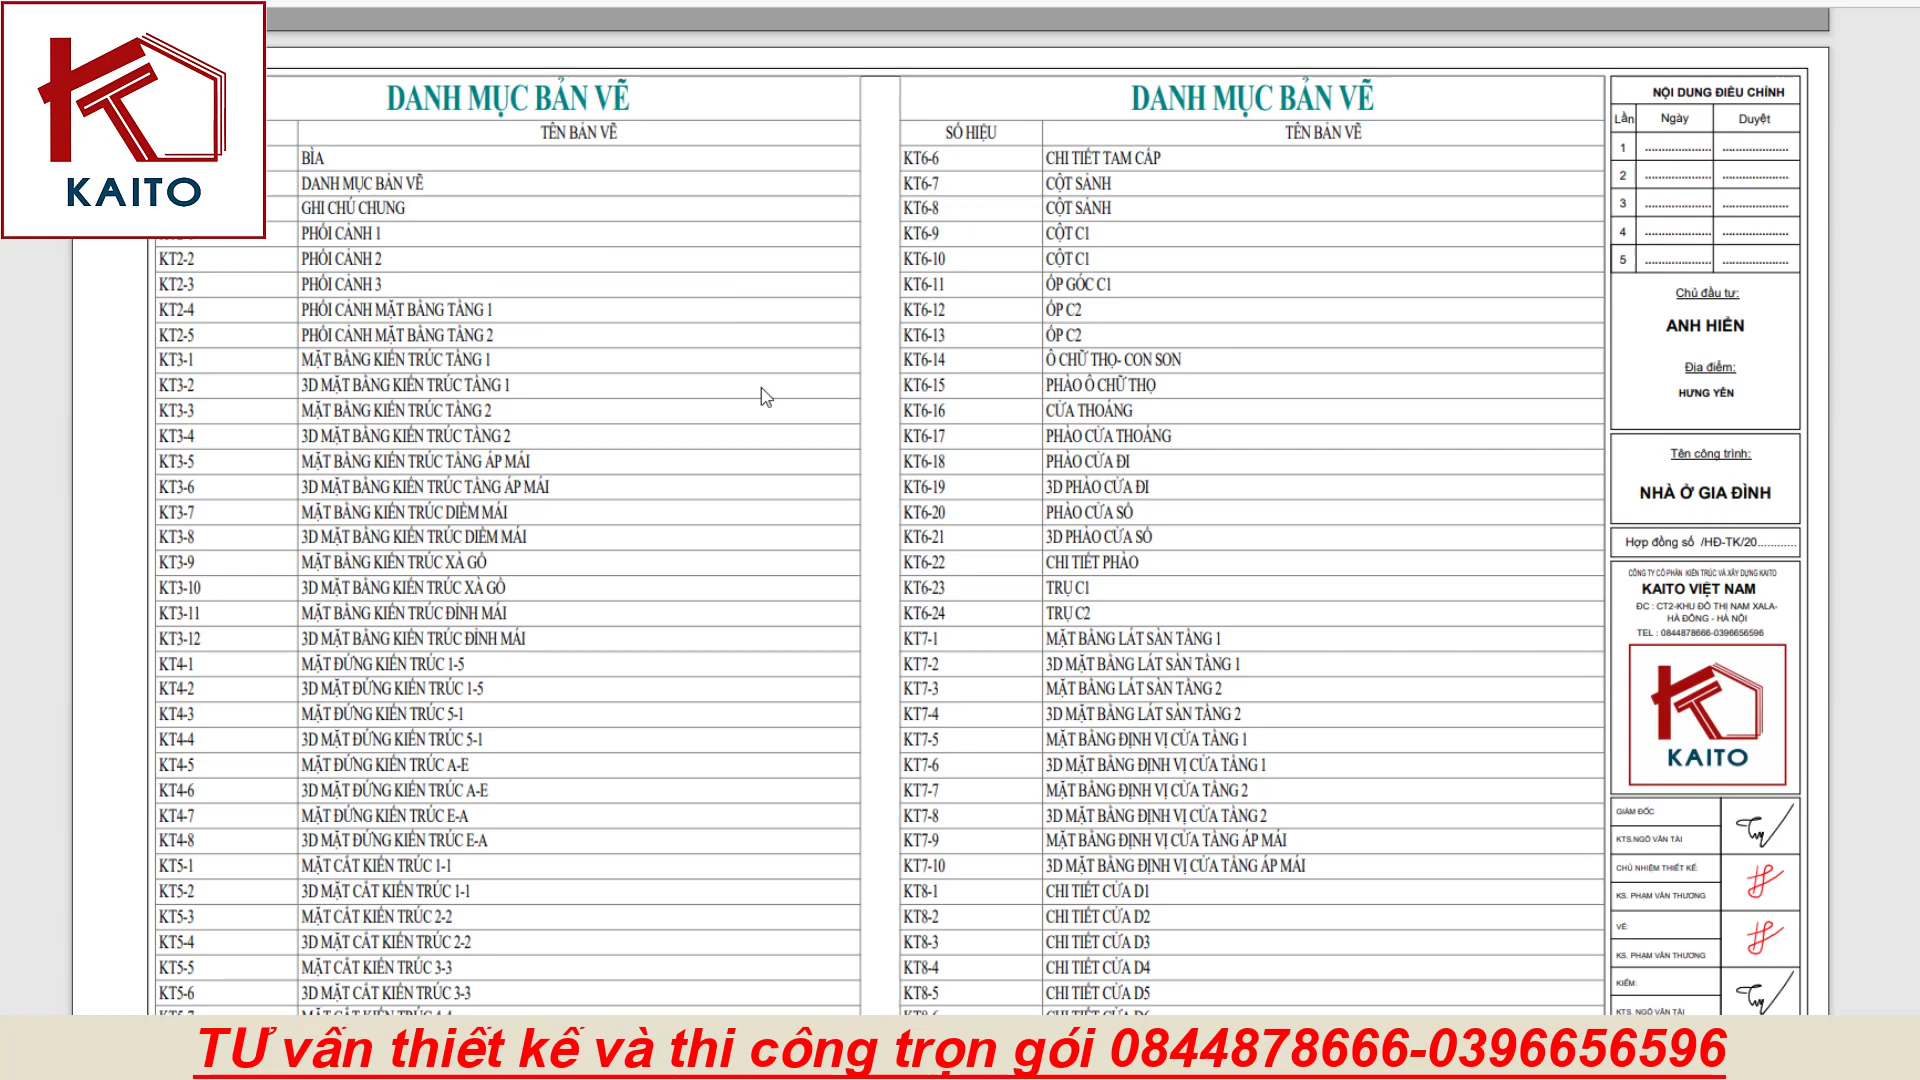 KAITO
DANH MỤC BẢN VẼ
TÊN BẢN VẼ
BÌA
DANH MỤC BẢN VẼ
GHI CHÚ CHUNG
PHỐI CẢNH 1
KT2-2 PHỐI CẢNH 2
KT2-3 PHỐI CẢNH 3
KT2-4 PHỐI CẢNH MẶT BẰNG TẦNG 1
KT2-5 PHỐI CẢNH MẶT BẰNG TẦNG 2
KT3-1 MẶT BẰNG KIẾN TRÚC TẦNG 1
KT3-2 3D MẶT BẰNG KIẾN TRÚC TẦNG 1
KT3-3 MẶT BẰNG KIẾN TRÚC TẦNG 2
KT3-4 3D MẶT BẰNG KIẾN TRÚC TẦNG 2
KT3-5 MẶT BẰNG KIẾN TRÚC TẦNG ÁP MÁI
KT3-6 3D MẶT BẰNG KIẾN TRÚC TẦNG ÁP MÁI
KT3-7 MẶT BẰNG KIẾN TRÚC DIỀM MÁI
KT3-8 3D MẶT BẰNG KIẾN TRÚC DIỀM MÁI
KT3-9 MẶT BẰNG KIẾN TRÚC XÀ GỒ
KT3-10 3D MẶT BẰNG KIẾN TRÚC XÀ GỒ
KT3-11 MẶT BẰNG KIẾN TRÚC ĐỈNH MÁI
KT3-12 3D MẶT BẰNG KIẾN TRÚC ĐỈNH MÁI
KT4-1 MẶT ĐỨNG KIẾN TRÚC 1-5
KT4-2 3D MẶT ĐỨNG KIẾN TRÚC 1-5
KT4-3 MẶT ĐỨNG KIẾN TRÚC 5-1
KT4-4 3D MẶT ĐỨNG KIẾN TRÚC 5-1
KT4-5 MẶT ĐỨNG KIẾN TRÚC A-E
KT4-6 3D MẶT ĐỨNG KIẾN TRÚC A-E
KT4-7 MẶT ĐỨNG KIẾN TRÚC E-A
KT4-8 3D MẶT ĐỨNG KIẾN TRÚC E-A
KT5-1 MẶT CẮT KIẾN TRÚC 1-1
KT5-2 3D MẶT CẮT KIẾN TRÚC 1-1
KT5-3 MẶT CẮT KIẾN TRÚC 2-2
KT5-4 3D MẶT CẮT KIẾN TRÚC 2-2
KT5-5 MẶT CẮT KIẾN TRÚC 3-3
KT5-6 3D MẶT CẮT KIẾN TRÚC 3-3
DANH MỤC BẢN VẼ
SỐ HIỆU TÊN BẢN VẼ
KT6-6 CHI TIẾT TAM CẤP
KT6-7 CỘT SẢNH
KT6-8 CỘT SẢNH
KT6-9 CỘT C1
KT6-10 CỘT C1
KT6-11 ỐP GÓC C1
KT6-12 ỐP C2
KT6-13 ỐP C2
KT6-14 Ô CHỮ THỌ- CON SON
KT6-15 PHÀO Ô CHỮ THỌ
KT6-16 CỬA THOÁNG
KT6-17 PHÀO CỬA THOÁNG
KT6-18 PHÀO CỬA ĐI
KT6-19 3D PHÀO CỬA ĐI
KT6-20 PHÀO CỬA SỔ
KT6-21 3D PHÀO CỬA SỔ
KT6-22 CHI TIẾT PHÀO
KT6-23 TRỤ C1
KT6-24 TRỤ C2
KT7-1 MẶT BẰNG LÁT SÀN TẦNG 1
KT7-2 3D MẶT BẰNG LÁT SÀN TẦNG 1
KT7-3 MẶT BẰNG LÁT SÀN TẦNG 2
KT7-4 3D MẶT BẰNG LÁT SÀN TẦNG 2
KT7-5 MẶT BẰNG ĐỊNH VỊ CỬA TẦNG 1
KT7-6 3D MẶT BẰNG ĐỊNH VỊ CỬA TẦNG 1
KT7-7 MẶT BẰNG ĐỊNH VỊ CỬA TẦNG 2
KT7-8 3D MẶT BẰNG ĐỊNH VỊ CỬA TẦNG 2
KT7-9 MẶT BẰNG ĐỊNH VỊ CỬA TẦNG ÁP MÁI
KT7-10 3D MẶT BẰNG ĐỊNH VỊ CỬA TẦNG ÁP MÁI
KT8-1 CHI TIẾT CỬA D1
KT8-2 CHI TIẾT CỬA D2
KT8-3 CHI TIẾT CỬA D3
KT8-4 CHI TIẾT CỬA D4
KT8-5 CHI TIẾT CỬA D5
NỘI DUNG ĐIỀU CHỈNH
Lần Ngày Duyệt
1 .................... ....................
2 .................... ....................
3 .................... ....................
4 .................... ....................
5 .................... ....................
Chủ đầu tư:
ANH HIỂN
Địa điểm:
HƯNG YÊN
Tên công trình:
NHÀ Ở GIA ĐÌNH
Hợp đồng số /HĐ-TK/20............
CÔNG TY CỔ PHẦN KIẾN TRÚC VÀ XÂY DỰNG KAITO
KAITO VIỆT NAM
ĐC : CT2-KHU ĐÔ THỊ NAM XALA-
HÀ ĐÔNG - HÀ NỘI
TEL : 0844878666-0396656596
KAITO
GIÁM ĐỐC
KTS.NGÔ VĂN TÀI
CHỦ NHIỆM THIẾT KẾ:
KS. PHẠM VĂN THƯƠNG
VẼ:
KS. PHẠM VĂN THƯƠNG
KIỂM:
KTS. NGÔ VĂN TÀI
TƯ vấn thiết kế và thi công trọn gói 0844878666-0396656596